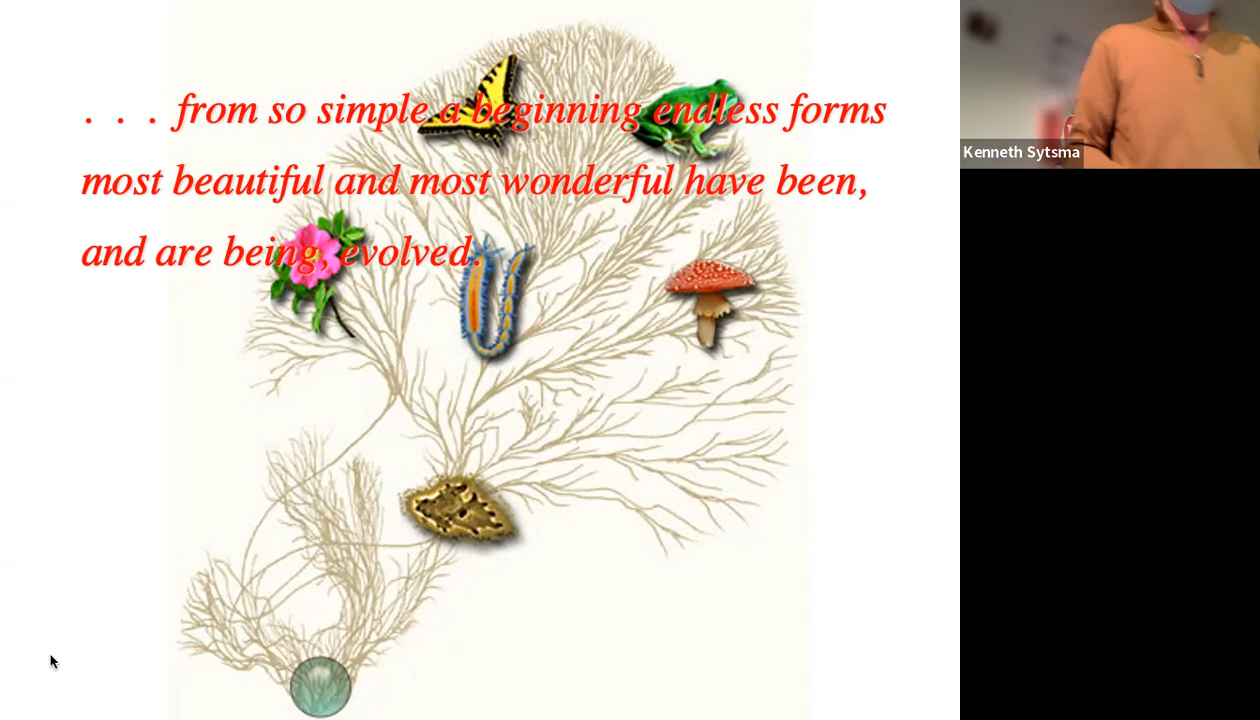 . . . from so simple a beginning endless forms
most beautiful and most wonderful have been,
and are being, evolved.
Kenneth Sytsma